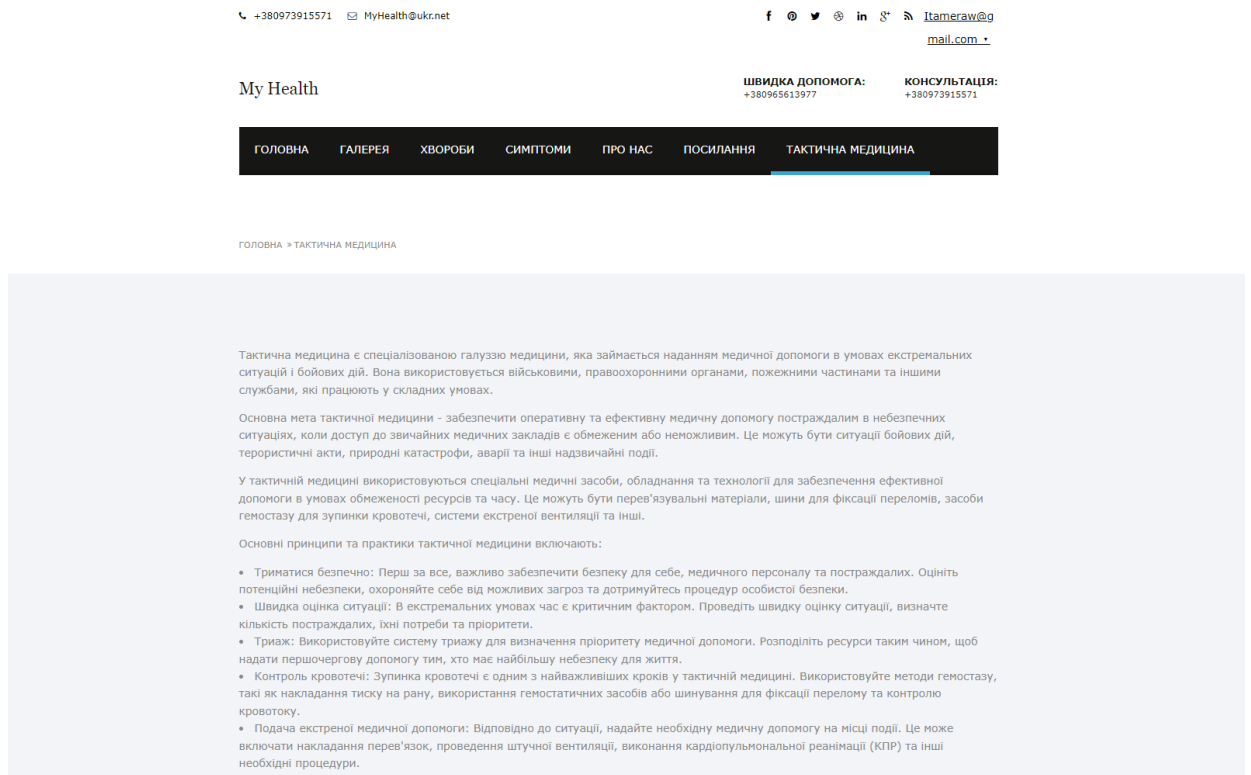 +380973915571 MyHealth@ukr.net Itameraw@g
mail.com
My Health
ШВИДКА ДОПОМОГА:
+380965613977
КОНСУЛЬТАЦІЯ:
+380973915571
ГОЛОВНА ГАЛЕРЕЯ ХВОРОБИ СИМПТОМИ ПРО НАС ПОСИЛАННЯ ТАКТИЧНА МЕДИЦИНА
ГОЛОВНА » ТАКТИЧНА МЕДИЦИНА
Тактична медицина є спеціалізованою галуззю медицини, яка займається наданням медичної допомоги в умовах екстремальних
ситуацій і бойових дій. Вона використовується військовими, правоохоронними органами, пожежними частинами та іншими
службами, які працюють у складних умовах.
Основна мета тактичної медицини - забезпечити оперативну та ефективну медичну допомогу постраждалим в небезпечних
ситуаціях, коли доступ до звичайних медичних закладів є обмеженим або неможливим. Це можуть бути ситуації бойових дій,
терористичні акти, природні катастрофи, аварії та інші надзвичайні події.
У тактичній медицині використовуються спеціальні медичні засоби, обладнання та технології для забезпечення ефективної
допомоги в умовах обмеженості ресурсів та часу. Це можуть бути перев'язувальні матеріали, шини для фіксації переломів, засоби
гемостазу для зупинки кровотечі, системи екстреної вентиляції та інші.
Основні принципи та практики тактичної медицини включають:
• Триматися безпечно: Перш за все, важливо забезпечити безпеку для себе, медичного персоналу та постраждалих. Оцініть
потенційні небезпеки, охороняйте себе від можливих загроз та дотримуйтесь процедур особистої безпеки.
• Швидка оцінка ситуації: В екстремальних умовах час є критичним фактором. Проведіть швидку оцінку ситуації, визначте
кількість постраждалих, їхні потреби та пріоритети.
• Триаж: Використовуйте систему триажу для визначення пріоритету медичної допомоги. Розподіліть ресурси таким чином, щоб
надати першочергову допомогу тим, хто має найбільшу небезпеку для життя.
• Контроль кровотечі: Зупинка кровотечі є одним з найважливіших кроків у тактичній медицині. Використовуйте методи гемостазу,
такі як накладання тиску на рану, використання гемостатичних засобів або шинування для фіксації перелому та контролю
кровотоку.
• Подача екстреної медичної допомоги: Відповідно до ситуації, надайте необхідну медичну допомогу на місці події. Це може
включати накладання перев'язок, проведення штучної вентиляції, виконання кардіопульмональної реанімації (КПР) та інші
необхідні процедури.